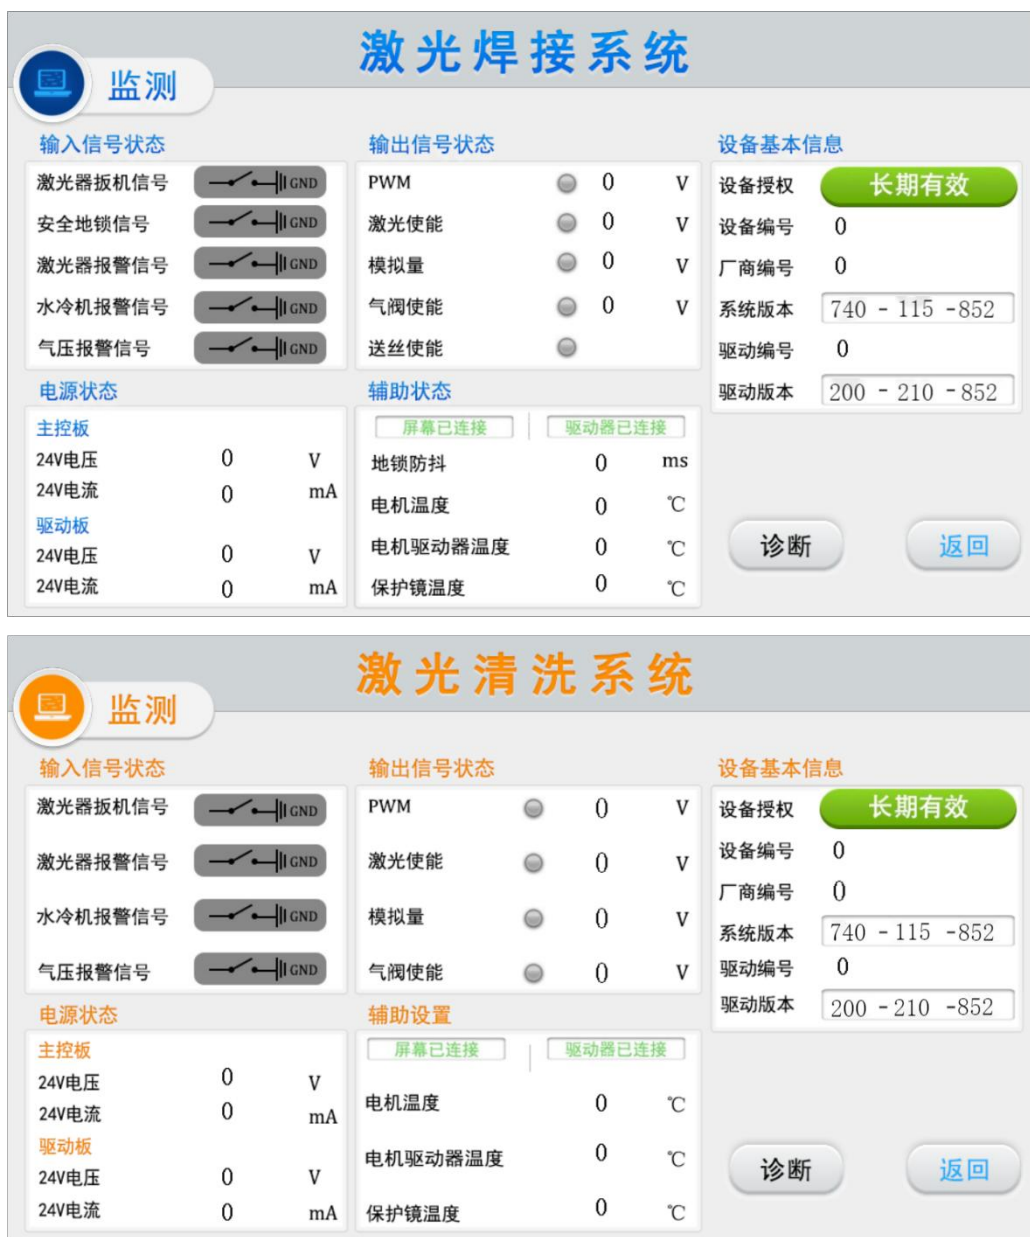 激光焊接系统
监测
输入信号状态
激光器扳机信号 GND
安全地锁信号 GND
激光器报警信号 GND
水冷机报警信号 GND
气压报警信号 GND
输出信号状态
PWM 0 V
激光使能 0 V
模拟量 0 V
气阀使能 0 V
送丝使能
设备基本信息
设备授权 长期有效
设备编号 0
厂商编号 0
系统版本 740 - 115 -852
驱动编号 0
驱动版本 200 - 210 -852
电源状态
主控板
24V电压 0 V
24V电流 0 mA
驱动板
24V电压 0 V
24V电流 0 mA
辅助状态
屏幕已连接 驱动器已连接
地锁防抖 0 ms
电机温度 0 ℃
电机驱动器温度 0 ℃
保护镜温度 0 ℃
诊断 返回
激光清洗系统
监测
输入信号状态
激光器扳机信号 GND
激光器报警信号 GND
水冷机报警信号 GND
气压报警信号 GND
输出信号状态
PWM 0 V
激光使能 0 V
模拟量 0 V
气阀使能 0 V
设备基本信息
设备授权 长期有效
设备编号 0
厂商编号 0
系统版本 740 - 115 -852
驱动编号 0
驱动版本 200 - 210 -852
电源状态
主控板
24V电压 0 V
24V电流 0 mA
驱动板
24V电压 0 V
24V电流 0 mA
辅助设置
屏幕已连接 驱动器已连接
电机温度 0 ℃
电机驱动器温度 0 ℃
保护镜温度 0 ℃
诊断 返回